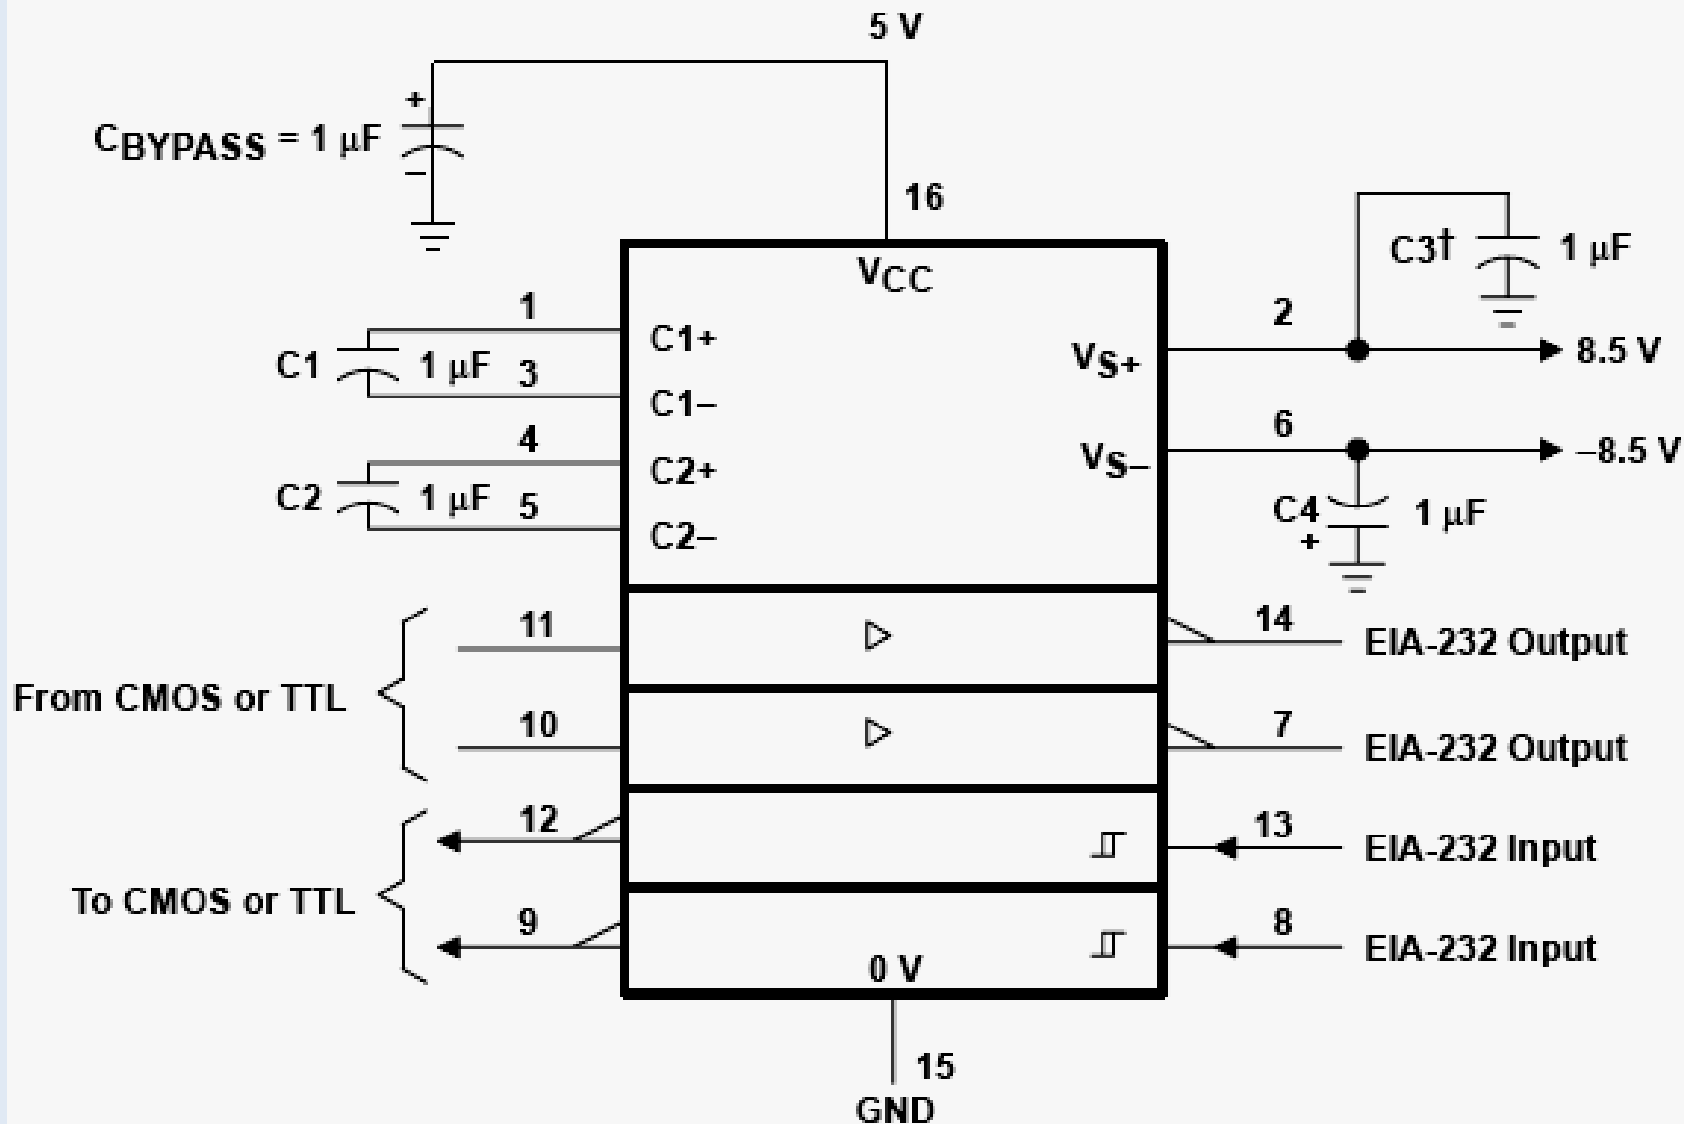 5 V
CBYPASS = 1 µF
+
−
16
VCC
C3† 1 µF
1
C1+
2
VS+
8.5 V
C1 1 µF
3
C1−
4
C2+
6
VS−
−8.5 V
C2 1 µF
5
C2−
C4 1 µF
+
11
14
EIA-232 Output
From CMOS or TTL
10
7
EIA-232 Output
12
13
EIA-232 Input
To CMOS or TTL
9
8
EIA-232 Input
0 V
15
GND